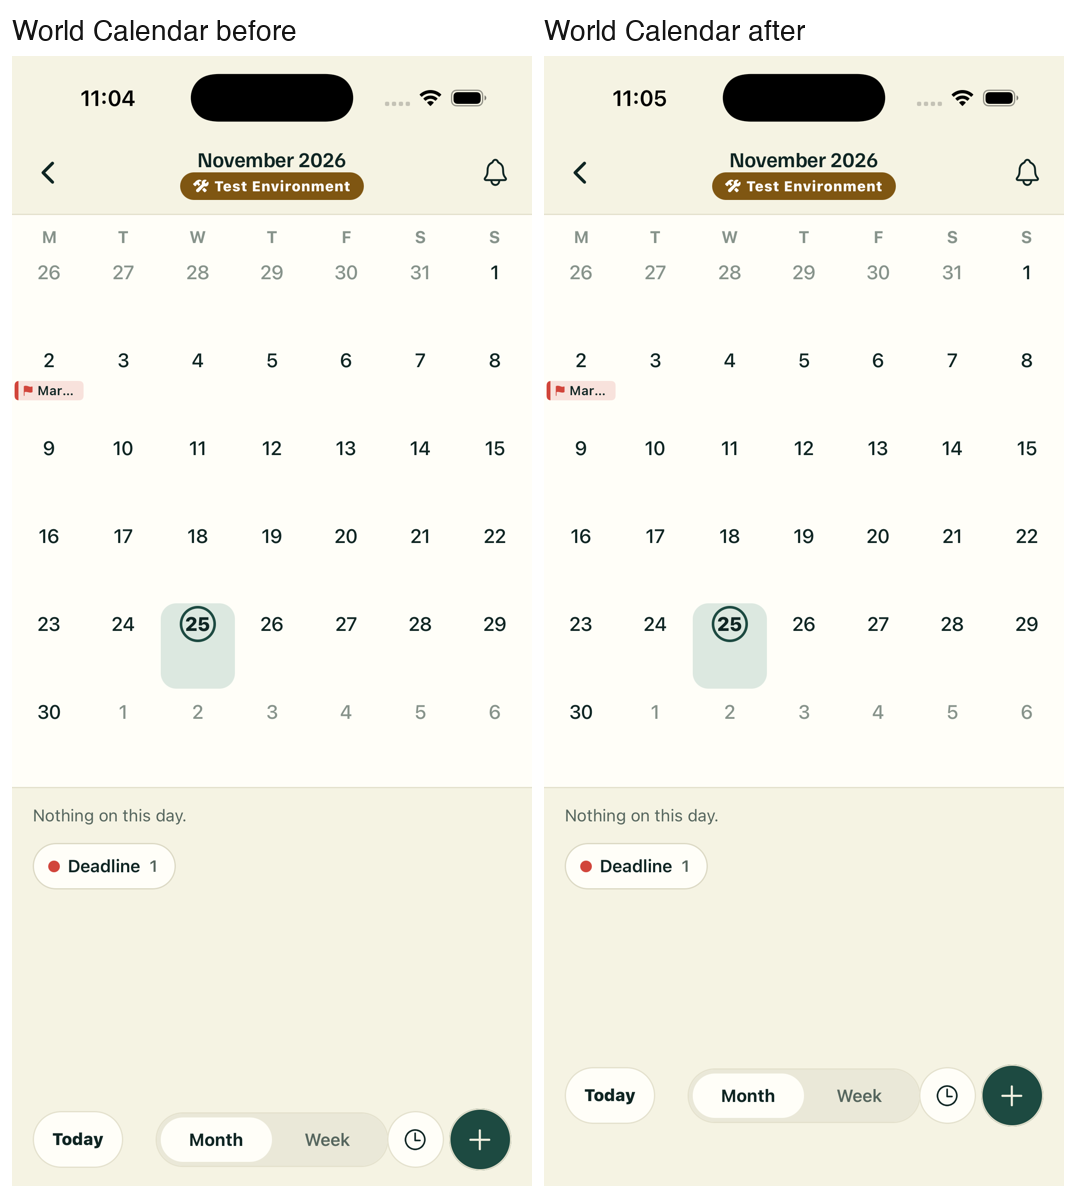 World Calendar before
11:04
November 2026
🛠 Test Environment
M T W T F S S
26 27 28 29 30 31 1
2 3 4 5 6 7 8
Mar...
9 10 11 12 13 14 15
16 17 18 19 20 21 22
23 24 25 26 27 28 29
30 1 2 3 4 5 6
Nothing on this day.
Deadline 1
Today Month Week
World Calendar after
11:05
November 2026
🛠 Test Environment
M T W T F S S
26 27 28 29 30 31 1
2 3 4 5 6 7 8
Mar...
9 10 11 12 13 14 15
16 17 18 19 20 21 22
23 24 25 26 27 28 29
30 1 2 3 4 5 6
Nothing on this day.
Deadline 1
Today Month Week